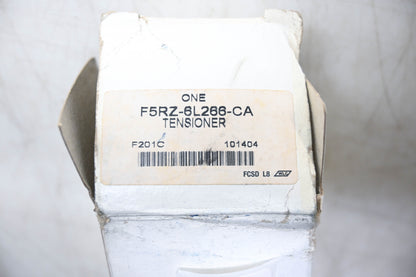 ONE
F5RZ-6L266-CA
TENSIONER
F201C 101404
FCSD L8